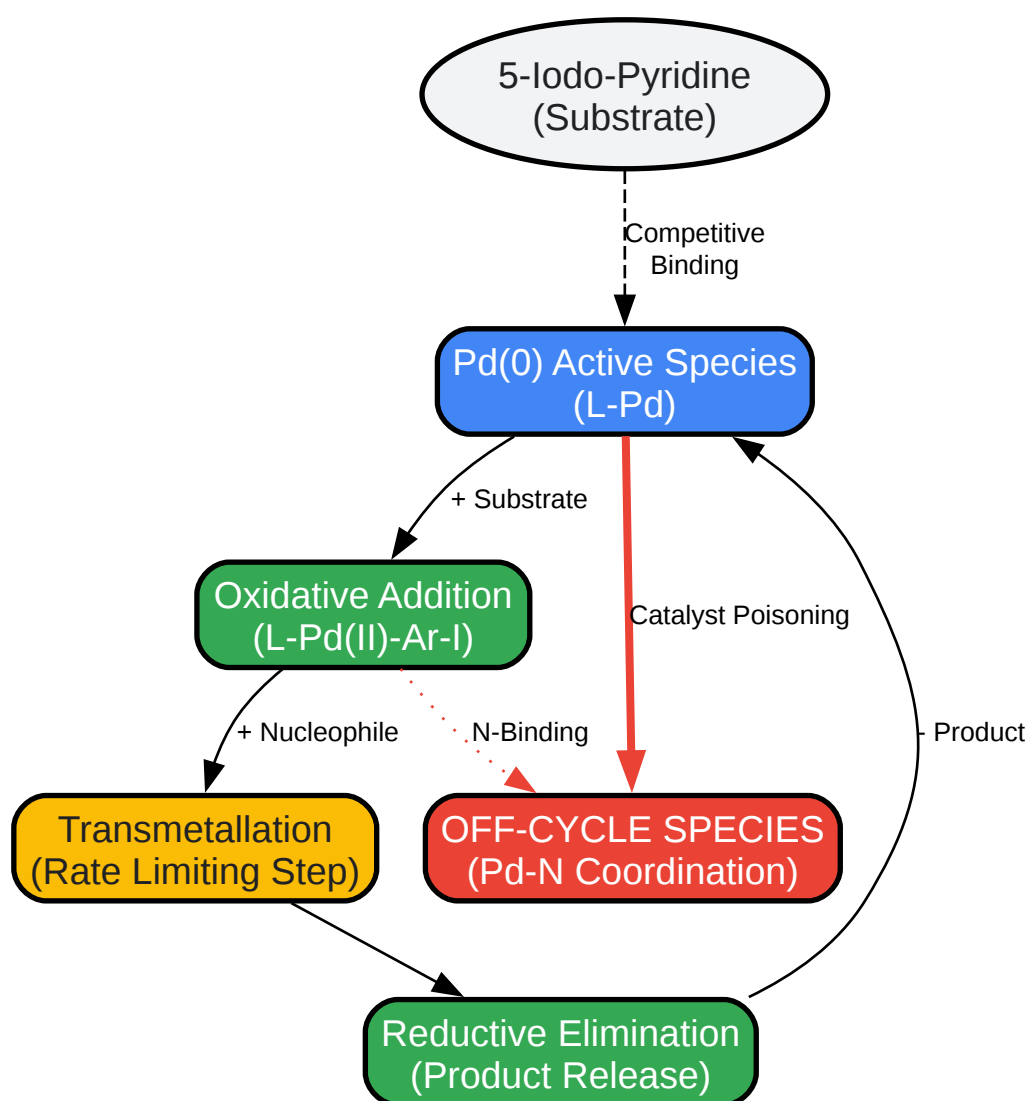 5-Iodo-Pyridine
(Substrate)
Competitive
Binding
Pd(0) Active Species
(L-Pd)
+ Substrate
Oxidative Addition
(L-Pd(II)-Ar-I)
Catalyst Poisoning
+ Nucleophile
N-Binding
- Product
Transmetallation
(Rate Limiting Step)
OFF-CYCLE SPECIES
(Pd-N Coordination)
Reductive Elimination
(Product Release)